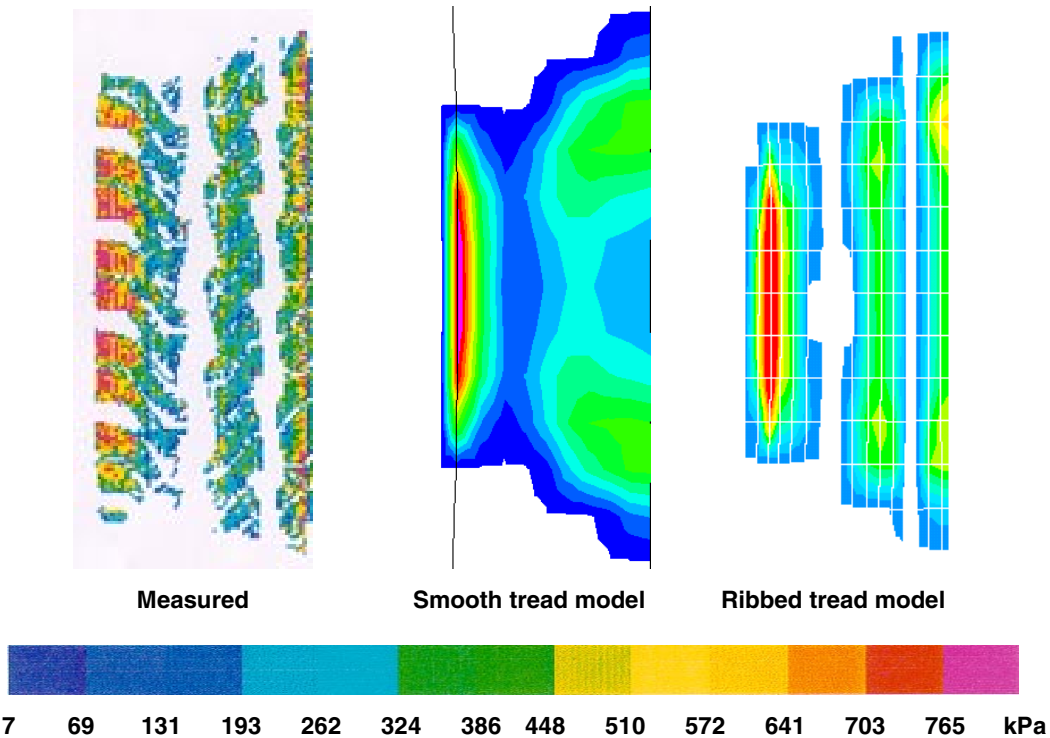 Measured Smooth tread model Ribbed tread model
7 69 131 193 262 324 386 448 510 572 641 703 765 kPa